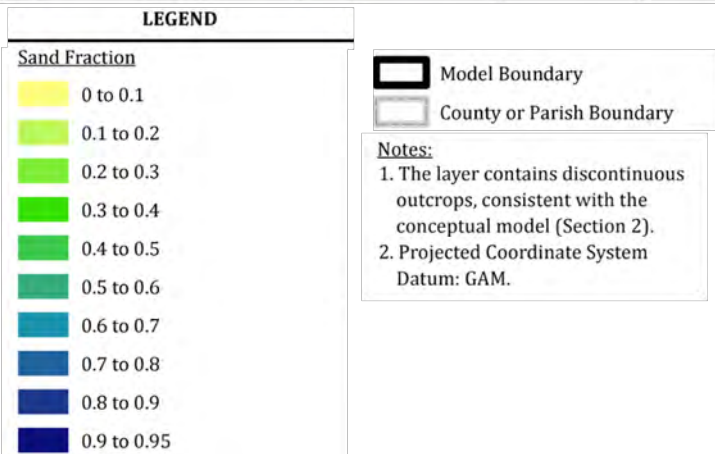 LEGEND
Sand Fraction
0 to 0.1
0.1 to 0.2
0.2 to 0.3
0.3 to 0.4
0.4 to 0.5
0.5 to 0.6
0.6 to 0.7
0.7 to 0.8
0.8 to 0.9
0.9 to 0.95
Model Boundary
County or Parish Boundary
Notes:
1. The layer contains discontinuous
outcrops, consistent with the
conceptual model (Section 2).
2. Projected Coordinate System
Datum: GAM.